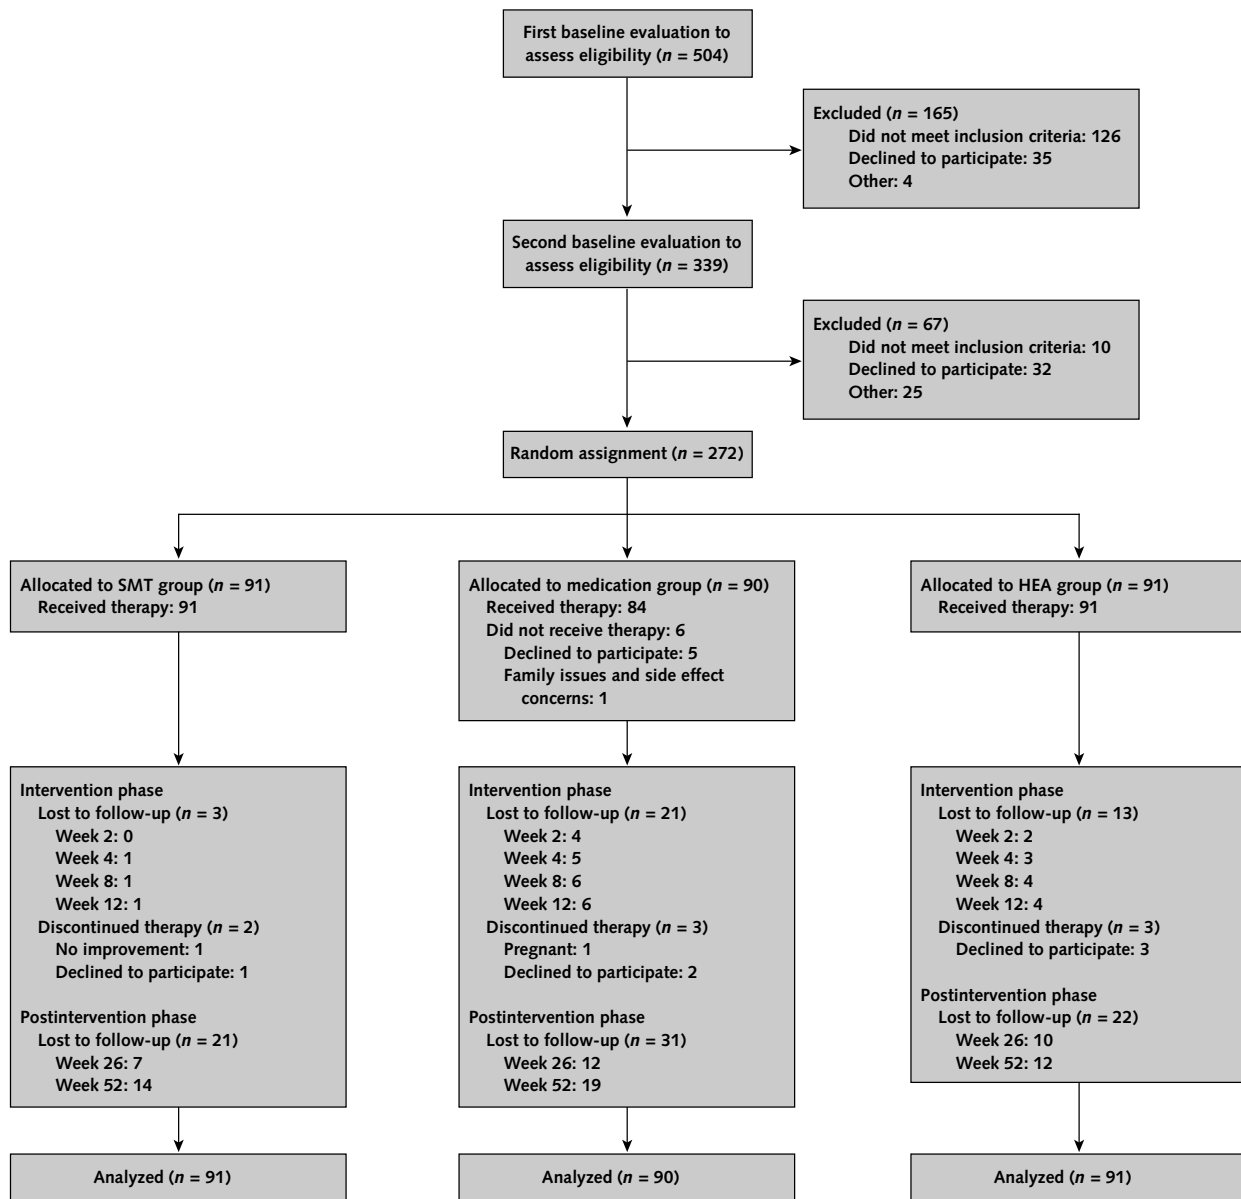 First baseline evaluation to
assess eligibility (n = 504)
Excluded (n = 165)
Did not meet inclusion criteria: 126
Declined to participate: 35
Other: 4
Second baseline evaluation to
assess eligibility (n = 339)
Excluded (n = 67)
Did not meet inclusion criteria: 10
Declined to participate: 32
Other: 25
Random assignment (n = 272)
Allocated to SMT group (n = 91)
Received therapy: 91
Allocated to medication group (n = 90)
Received therapy: 84
Did not receive therapy: 6
Declined to participate: 5
Family issues and side effect
concerns: 1
Allocated to HEA group (n = 91)
Received therapy: 91
Intervention phase
Lost to follow-up (n = 3)
Week 2: 0
Week 4: 1
Week 8: 1
Week 12: 1
Discontinued therapy (n = 2)
No improvement: 1
Declined to participate: 1
Postintervention phase
Lost to follow-up (n = 21)
Week 26: 7
Week 52: 14
Intervention phase
Lost to follow-up (n = 21)
Week 2: 4
Week 4: 5
Week 8: 6
Week 12: 6
Discontinued therapy (n = 3)
Pregnant: 1
Declined to participate: 2
Postintervention phase
Lost to follow-up (n = 31)
Week 26: 12
Week 52: 19
Intervention phase
Lost to follow-up (n = 13)
Week 2: 2
Week 4: 3
Week 8: 4
Week 12: 4
Discontinued therapy (n = 3)
Declined to participate: 3
Postintervention phase
Lost to follow-up (n = 22)
Week 26: 10
Week 52: 12
Analyzed (n = 91)
Analyzed (n = 90)
Analyzed (n = 91)